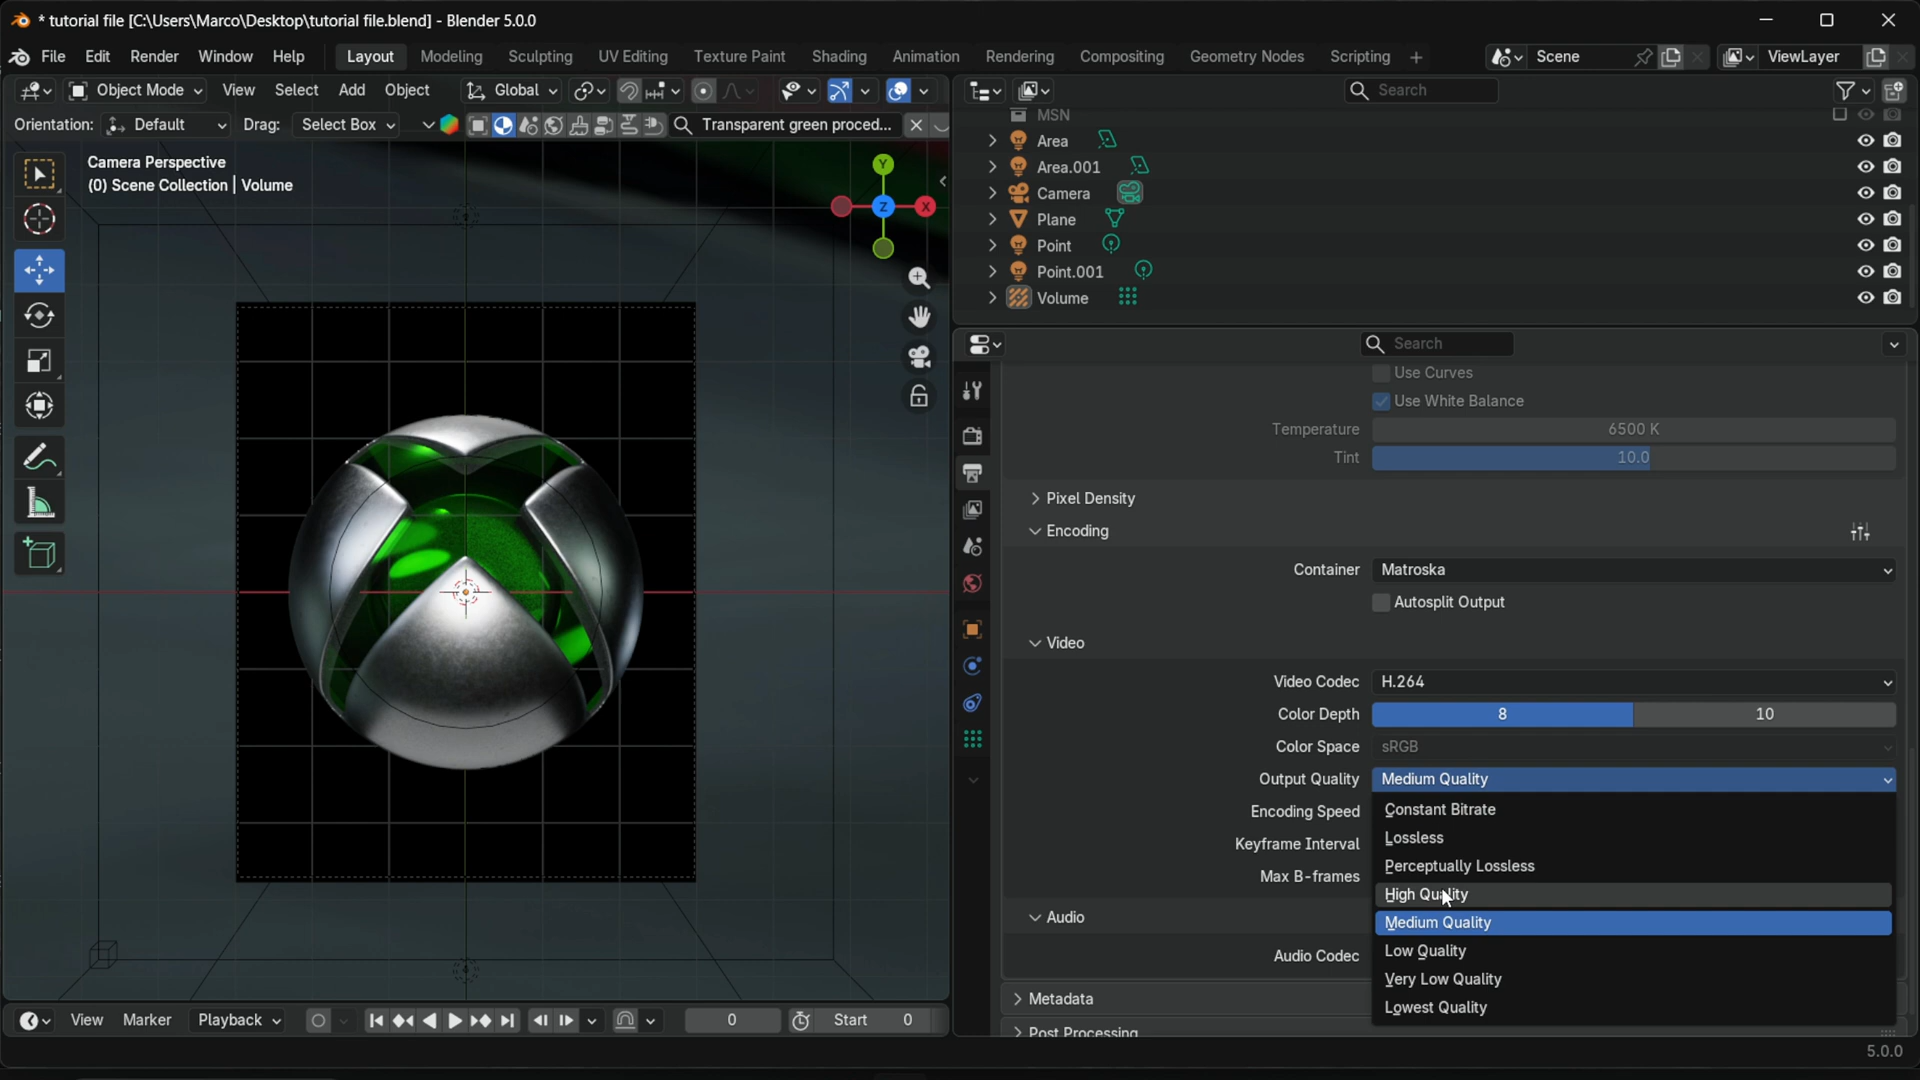 * tutorial file [C:\Users\Marco\Desktop\tutorial file.blend] - Blender 5.0.0
File Edit Render Window Help Layout Modeling Sculpting UV Editing Texture Paint Shading Animation Rendering Compositing Geometry Nodes Scripting + Scene ViewLayer
Object Mode View Select Add Object Global
Orientation: Default Drag: Select Box Transparent green proced...
Camera Perspective
(0) Scene Collection | Volume
Y
Z X
Search
MSN
Area
Area.001
Camera
Plane
Point
Point.001
Volume
Search
Use Curves
Use White Balance
Temperature 6500 K
Tint 10.0
Pixel Density
Encoding
Container Matroska
Autosplit Output
Video
Video Codec H.264
Color Depth 8 10
Color Space sRGB
Output Quality Medium Quality
Encoding Speed Constant Bitrate
Lossless
Keyframe Interval
Perceptually Lossless
Max B-frames
High Quality
Audio Medium Quality
Audio Codec Low Quality
Very Low Quality
Metadata Lowest Quality
Post Processing
View Marker Playback 0 Start 0
5.0.0